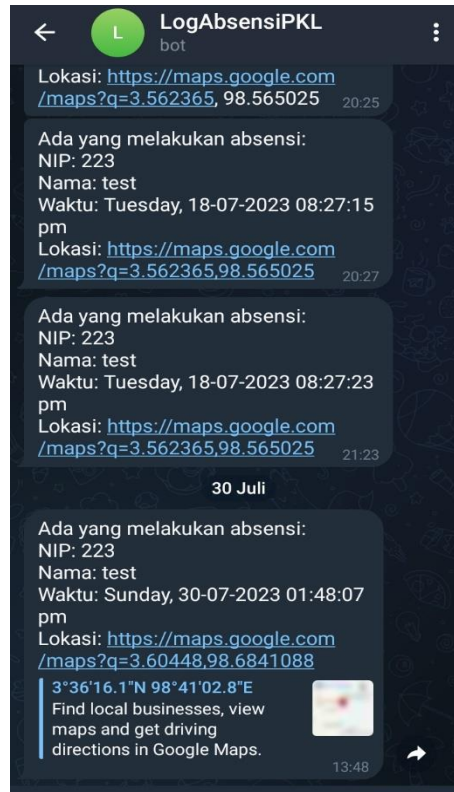 LogAbsensiPKL
L
bot
Lokasi: https://maps.google.com
/maps?q=3.562365, 98.565025 20:25
Ada yang melakukan absensi:
NIP: 223
Nama: test
Waktu: Tuesday, 18-07-2023 08:27:15
pm
Lokasi: https://maps.google.com
/maps?q=3.562365,98.565025 20:27
Ada yang melakukan absensi:
NIP: 223
Nama: test
Waktu: Tuesday, 18-07-2023 08:27:23
pm
Lokasi: https://maps.google.com
/maps?q=3.562365,98.565025 21:23
30 Juli
Ada yang melakukan absensi:
NIP: 223
Nama: test
Waktu: Sunday, 30-07-2023 01:48:07
pm
Lokasi: https://maps.google.com
/maps?q=3.60448,98.6841088
3°36'16.1"N 98°41'02.8"E
Find local businesses, view
maps and get driving
directions in Google Maps.
13:48